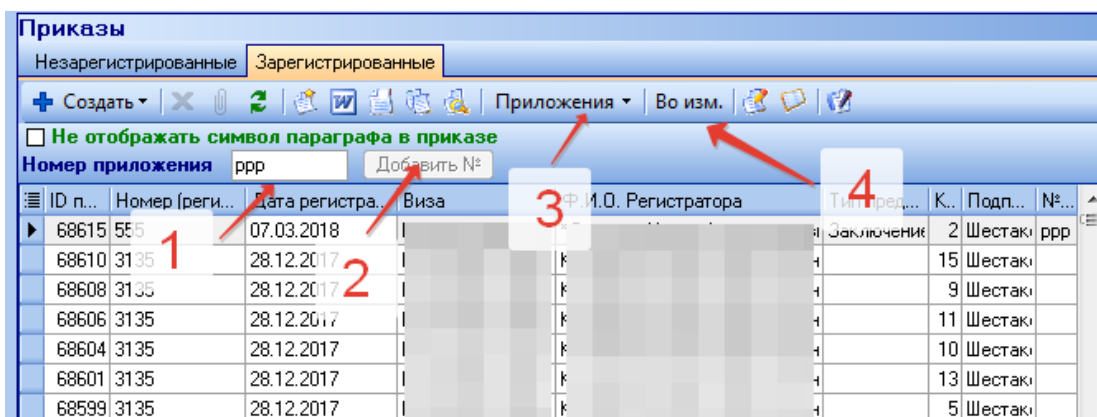 Приказы
Незарегистрированные Зарегистрированные
Создать Приложения Во изм.
Не отображать символ параграфа в приказе
Номер приложения ppp Добавить №
ID п... Номер (реги... Дата регистра... Виза Ф.И.О. Регистратора К.. Подп... №...
68615 555 07.03.2018 Заключение 2 Шестак ppp
68610 3135 28.12.2017 15 Шестак
68608 3135 28.12.2017 9 Шестак
68606 3135 28.12.2017 11 Шестак
68604 3135 28.12.2017 10 Шестак
68601 3135 28.12.2017 13 Шестак
68599 3135 28.12.2017 5 Шестак
1
2
3
4